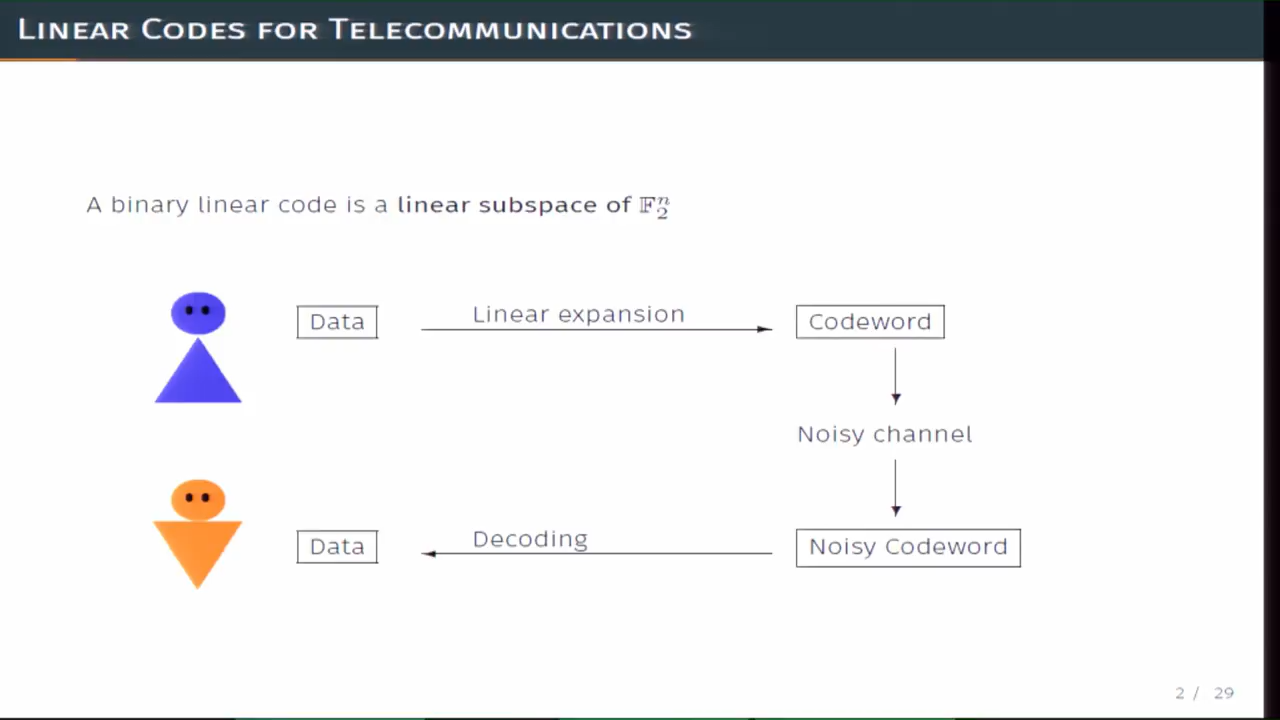 LINEAR CODES FOR TELECOMMUNICATIONS
A binary linear code is a linear subspace of 𝔽₂ⁿ
Data
Linear expansion
Codeword
Noisy channel
Data
Decoding
Noisy Codeword
2 / 29